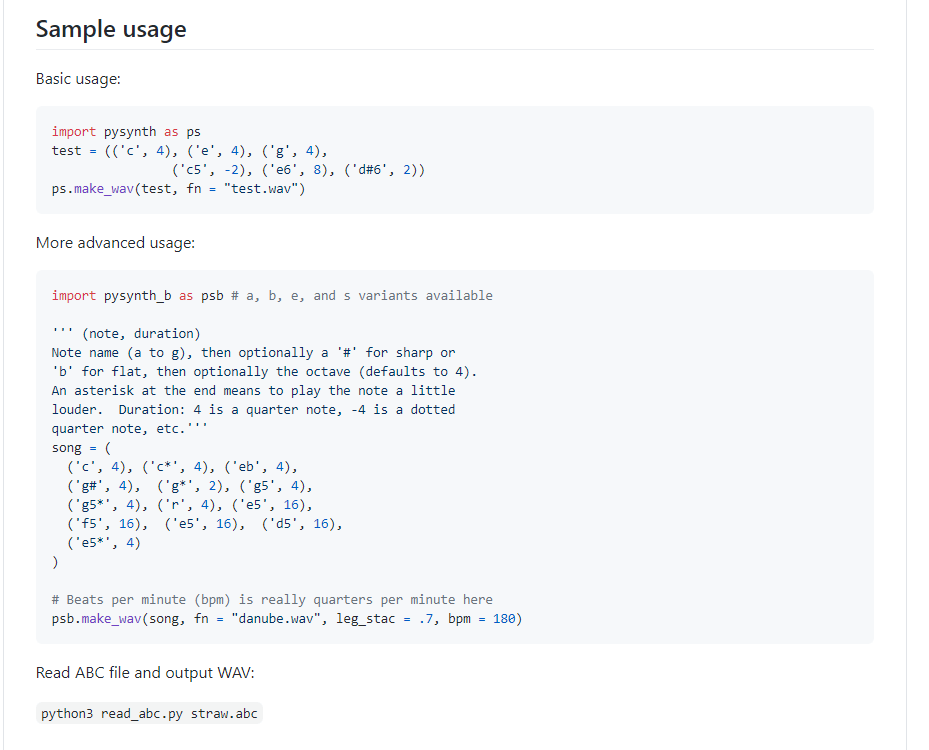 Sample usage
Basic usage:
import pysynth as ps
test = (('c', 4), ('e', 4), ('g', 4),
                ('c5', -2), ('e6', 8), ('d#6', 2))
ps.make_wav(test, fn = "test.wav")
More advanced usage:
import pysynth_b as psb # a, b, e, and s variants available
''' (note, duration)
Note name (a to g), then optionally a '#' for sharp or
'b' for flat, then optionally the octave (defaults to 4).
An asterisk at the end means to play the note a little
louder.  Duration: 4 is a quarter note, -4 is a dotted
quarter note, etc.'''
song = (
  ('c', 4), ('c*', 4), ('eb', 4),
  ('g#', 4),  ('g*', 2), ('g5', 4),
  ('g5*', 4), ('r', 4), ('e5', 16),
  ('f5', 16),  ('e5', 16),  ('d5', 16),
  ('e5*', 4)
)
# Beats per minute (bpm) is really quarters per minute here
psb.make_wav(song, fn = "danube.wav", leg_stac = .7, bpm = 180)
Read ABC file and output WAV:
python3 read_abc.py straw.abc